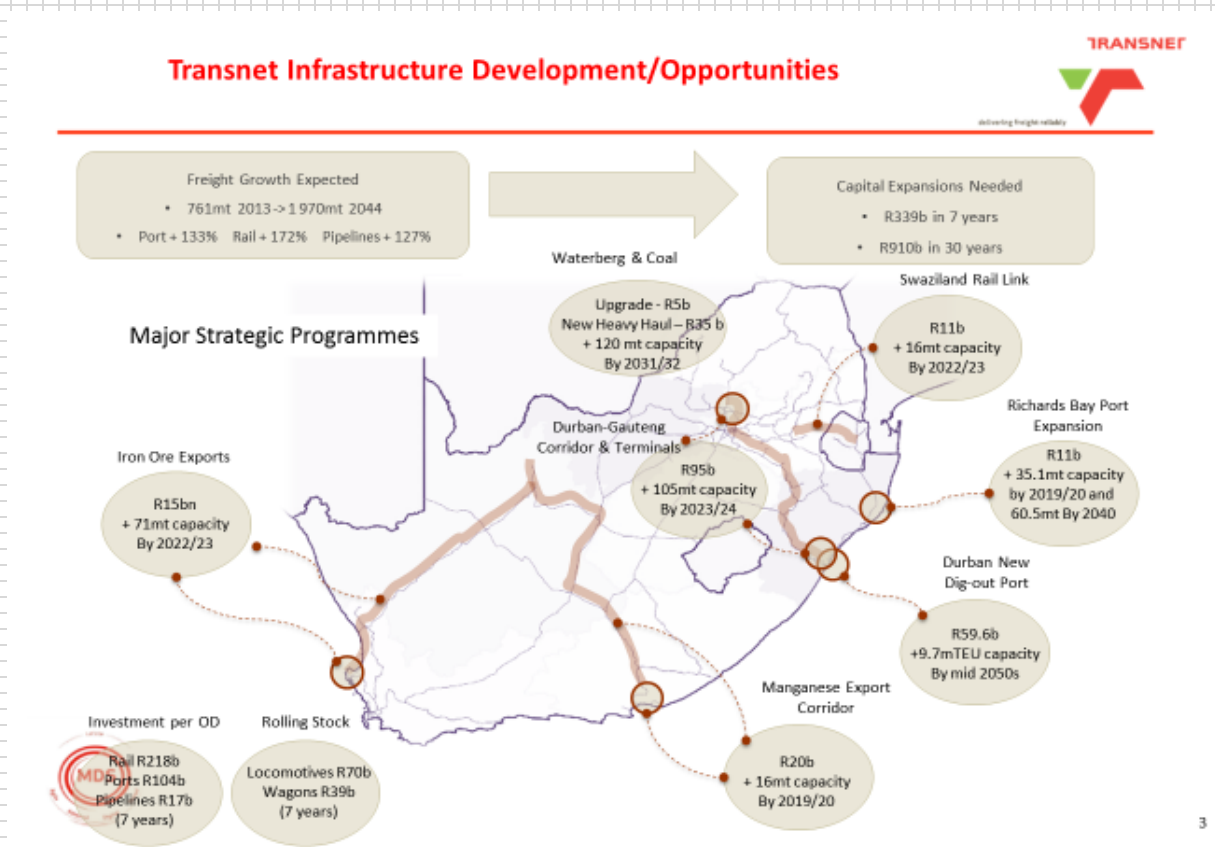 TRANSNET
Transnet Infrastructure Development/Opportunities
delivering freight reliably
Freight Growth Expected
• 761mt 2013->1970mt 2044
• Port + 133% Rail + 172% Pipelines + 127%
Capital Expansions Needed
• R339b in 7 years
• R910b in 30 years
Major Strategic Programmes
Waterberg & Coal
Upgrade - R5b
New Heavy Haul – R35 b
+ 120 mt capacity
By 2031/32
Swaziland Rail Link
R11b
+ 16mt capacity
By 2022/23
Richards Bay Port
Expansion
R11b
+ 35.1mt capacity
by 2019/20 and
60.5mt By 2040
Durban-Gauteng
Corridor & Terminals
R95b
+ 105mt capacity
By 2023/24
Iron Ore Exports
R15bn
+ 71mt capacity
By 2022/23
Durban New
Dig-out Port
R59.6b
+9.7mTEU capacity
By mid 2050s
Manganese Export
Corridor
R20b
+ 16mt capacity
By 2019/20
Investment per OD
Rail R218b
Ports R104b
Pipelines R17b
(7 years)
MDS
Rolling Stock
Locomotives R70b
Wagons R39b
(7 years)
3